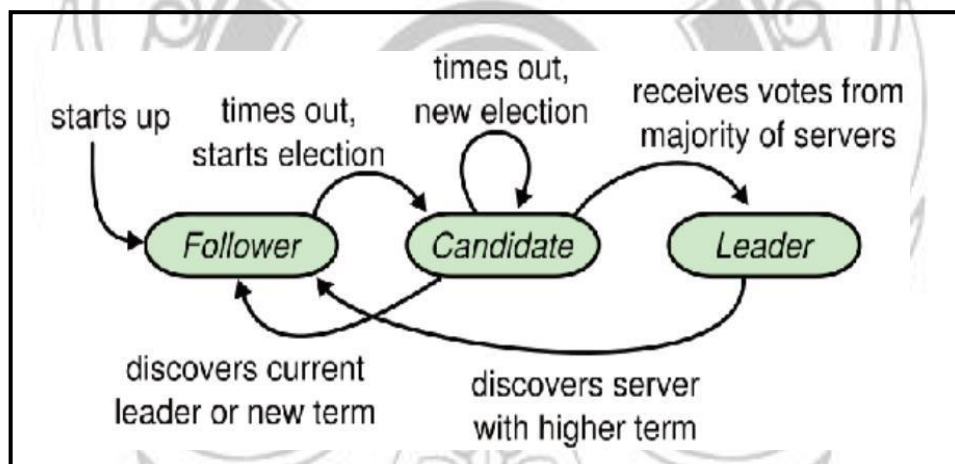 starts up
times out,
starts election
times out,
new election
receives votes from
majority of servers
Follower
Candidate
Leader
discovers current
leader or new term
discovers server
with higher term